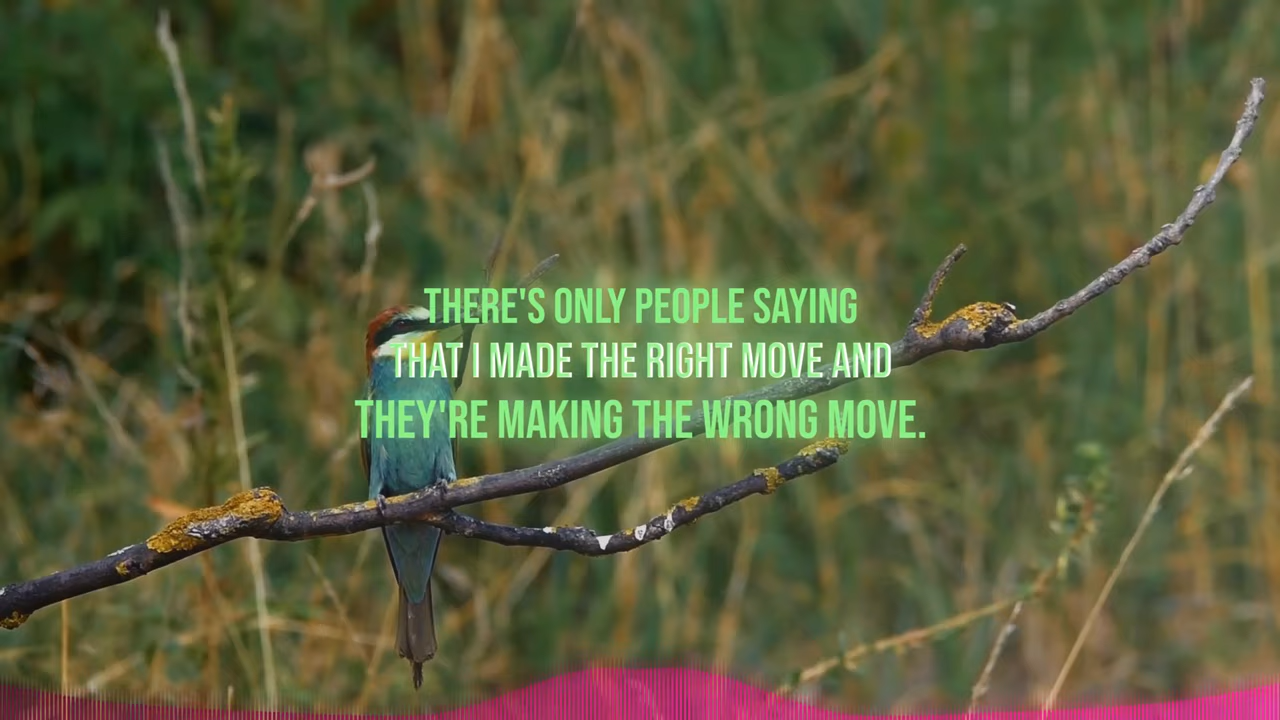 THERE'S ONLY PEOPLE SAYING
THAT I MADE THE RIGHT MOVE AND
THEY'RE MAKING THE WRONG MOVE.